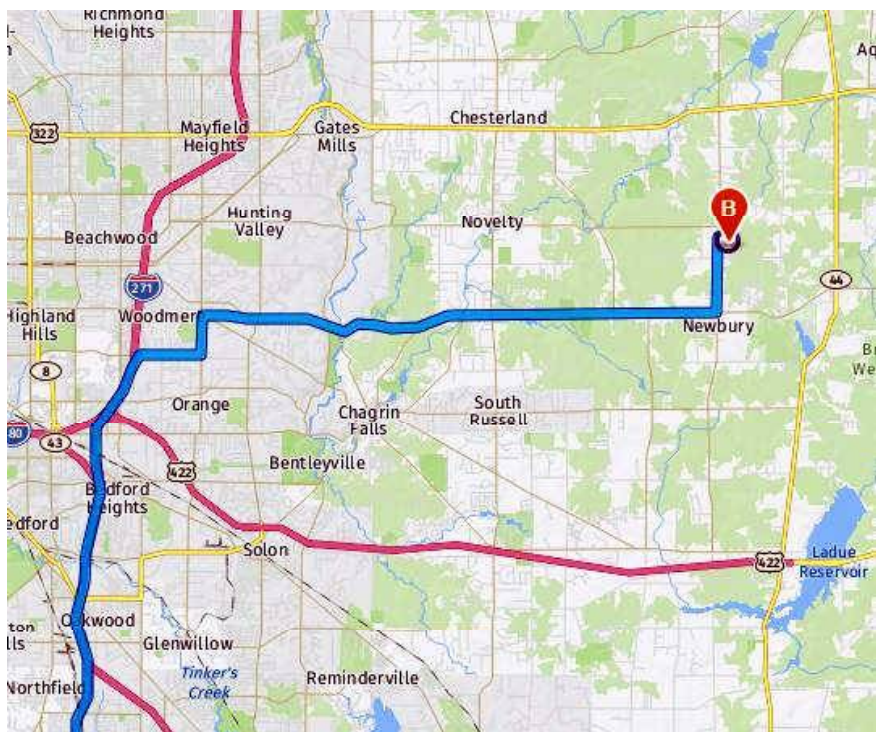 Richmond
Heights
322
Mayfield
Heights
Gates
Mills
Chesterland
B
Hunting
Valley
Novelty
Beachwood
271
44
Highland
Hills
Woodmere
Newbury
8
Orange
Chagrin
Falls
South
Russell
80
43
422
Bentleyville
Bedford
Heights
edford
Solon
422
Ladue
Reservoir
Oakwood
lls
Glenwillow
Tinker's
Creek
Reminderville
Northfield